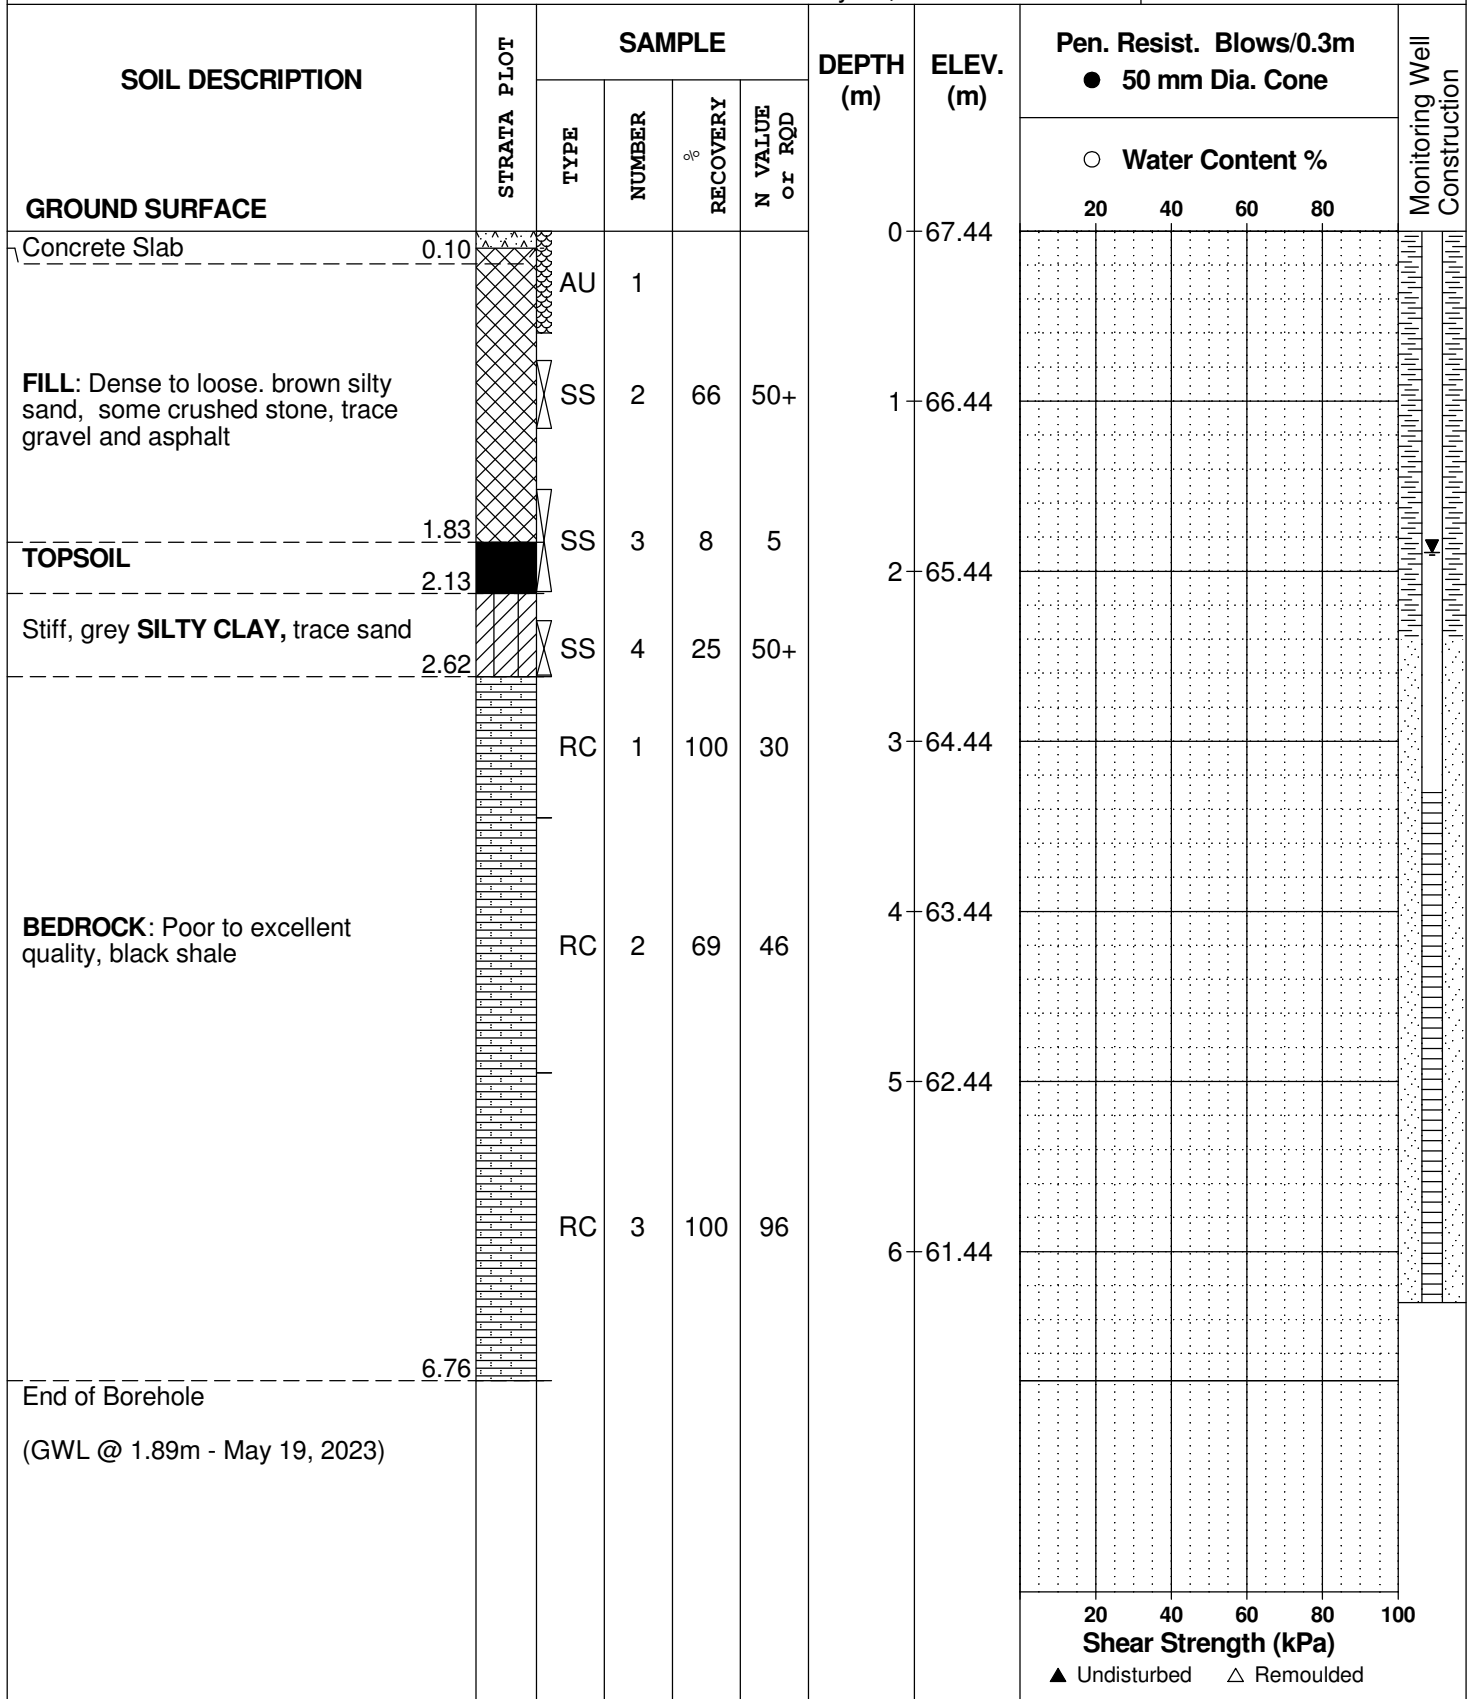 SOIL DESCRIPTION
GROUND SURFACE
STRATA PLOT
SAMPLE
TYPE
NUMBER
% RECOVERY
N VALUE or RQD
DEPTH (m)
ELEV. (m)
Pen. Resist. Blows/0.3m
● 50 mm Dia. Cone
○ Water Content %
20 40 60 80
Monitoring Well Construction
0 67.44
Concrete Slab 0.10
AU 1
FILL: Dense to loose. brown silty
sand, some crushed stone, trace
gravel and asphalt
SS 2 66 50+
1 66.44
1.83
SS 3 8 5
TOPSOIL
2.13
2 65.44
Stiff, grey SILTY CLAY, trace sand
2.62
SS 4 25 50+
RC 1 100 30
3 64.44
4 63.44
BEDROCK: Poor to excellent
quality, black shale
RC 2 69 46
5 62.44
RC 3 100 96
6 61.44
6.76
End of Borehole
(GWL @ 1.89m - May 19, 2023)
20 40 60 80 100
Shear Strength (kPa)
▲ Undisturbed △ Remoulded